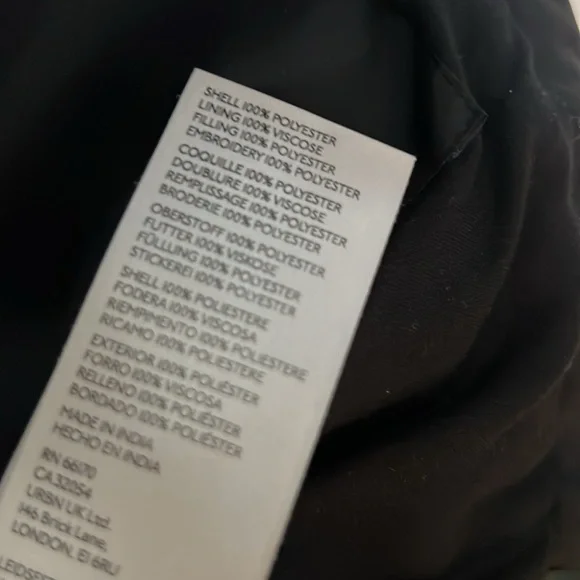 SHELL 100% POLYESTER
LINING 100% VISCOSE
FILLING 100% POLYESTER
EMBROIDERY 100% POLYESTER
COQUILLE 100% POLYESTER
DOUBLURE 100% VISCOSE
REMPLISSAGE 100% POLYESTER
BRODERIE 100% POLYESTER
OBERSTOFF 100% POLYESTER
FUTTER 100% VISKOSE
FÜLLLUNG 100% POLYESTER
STICKEREI 100% POLYESTER
SHELL 100% POLIESTERE
FODERA 100% VISCOSA
RIEMPIMENTO 100% POLIESTERE
RICAMO 100% POLIESTERE
EXTERIOR 100% POLIÉSTER
FORRO 100% VISCOSA
RELLENO 100% POLIÉSTER
BORDADO 100% POLIÉSTER
MADE IN INDIA
HECHO EN INDIA
RN 66170
CA 32054
URBN UK Ltd.
146 Brick Lane,
LONDON, E1 6RU